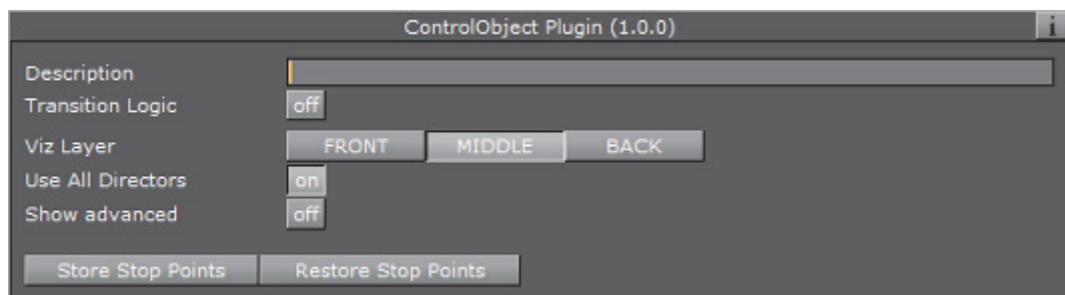 ControlObject Plugin (1.0.0) i
Description
Transition Logic off
Viz Layer FRONT MIDDLE BACK
Use All Directors on
Show advanced off
Store Stop Points Restore Stop Points